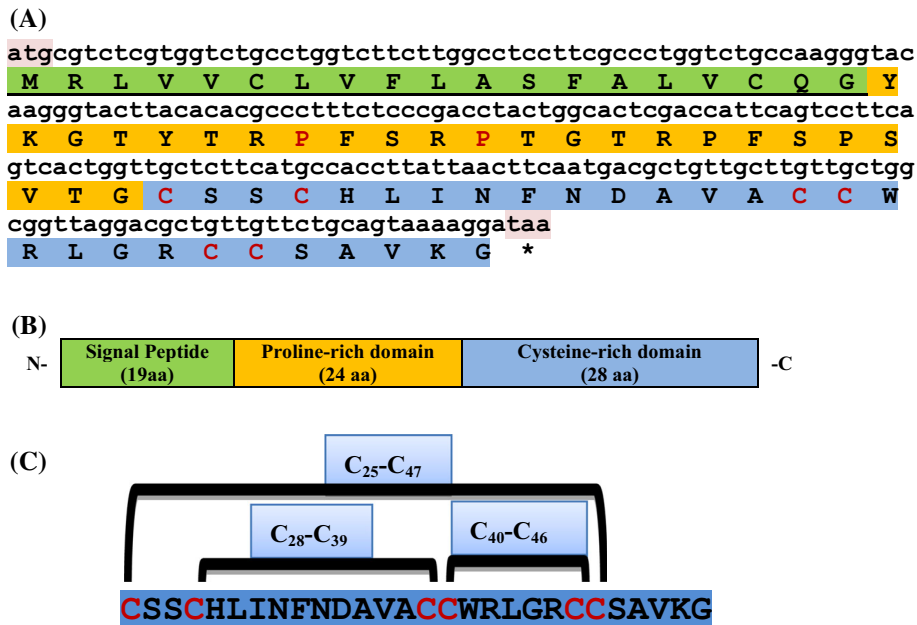 (A)
atgcgtctcgtggtctgcctggtcttcttggcctccttcgccctggtctgccaagggtac
M R L V V C L V F L A S F A L V C Q G Y
aagggtacttacacacgccctttctcccgacctactggcactcgaccattcagtccttca
K G T Y T R P F S R P T G T R P F S P S
gtcactggttgctcttcatgccaccttattaacttcaatgacgctgttgcttgttgctgg
V T G C S S C H L I N F N D A V A C C W
cggttaggacgctgttgttctgcagtaaaaggataa
R L G R C C S A V K G *
(B)
N- Signal Peptide (19aa) Proline-rich domain (24 aa) Cysteine-rich domain (28 aa) -C
(C)
C25-C47
C28-C39 C40-C46
CSSCHLINFNDAVACCWRLGRCCSAVKG